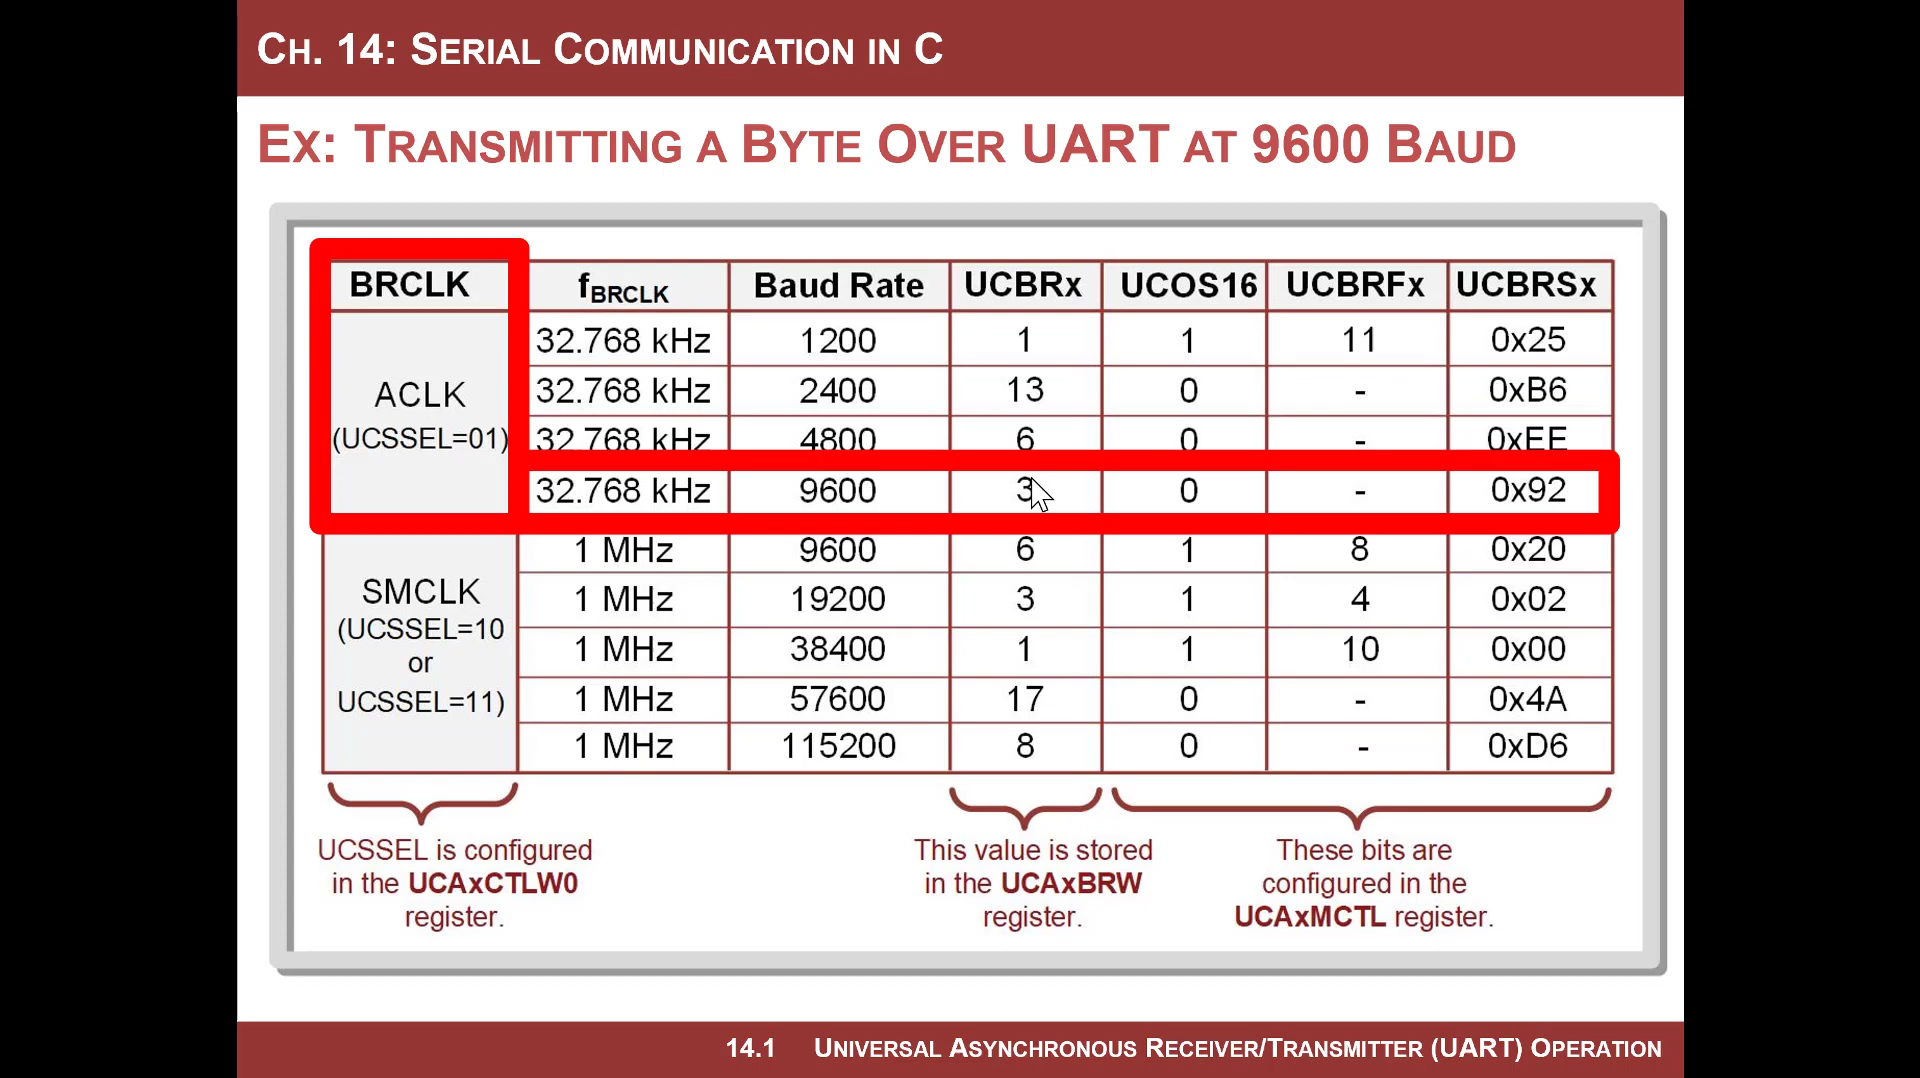 CH. 14: SERIAL COMMUNICATION IN C
EX: TRANSMITTING A BYTE OVER UART AT 9600 BAUD
BRCLK fBRCLK Baud Rate UCBRx UCOS16 UCBRFx UCBRSx
ACLK
(UCSSEL=01)
32.768 kHz 1200 1 1 11 0x25
32.768 kHz 2400 13 0 - 0xB6
32.768 kHz 4800 6 0 - 0xEE
32.768 kHz 9600 3 0 - 0x92
SMCLK
(UCSSEL=10
or
UCSSEL=11)
1 MHz 9600 6 1 8 0x20
1 MHz 19200 3 1 4 0x02
1 MHz 38400 1 1 10 0x00
1 MHz 57600 17 0 - 0x4A
1 MHz 115200 8 0 - 0xD6
UCSSEL is configured
in the UCAxCTLW0
register.
This value is stored
in the UCAxBRW
register.
These bits are
configured in the
UCAxMCTL register.
14.1 UNIVERSAL ASYNCHRONOUS RECEIVER/TRANSMITTER (UART) OPERATION